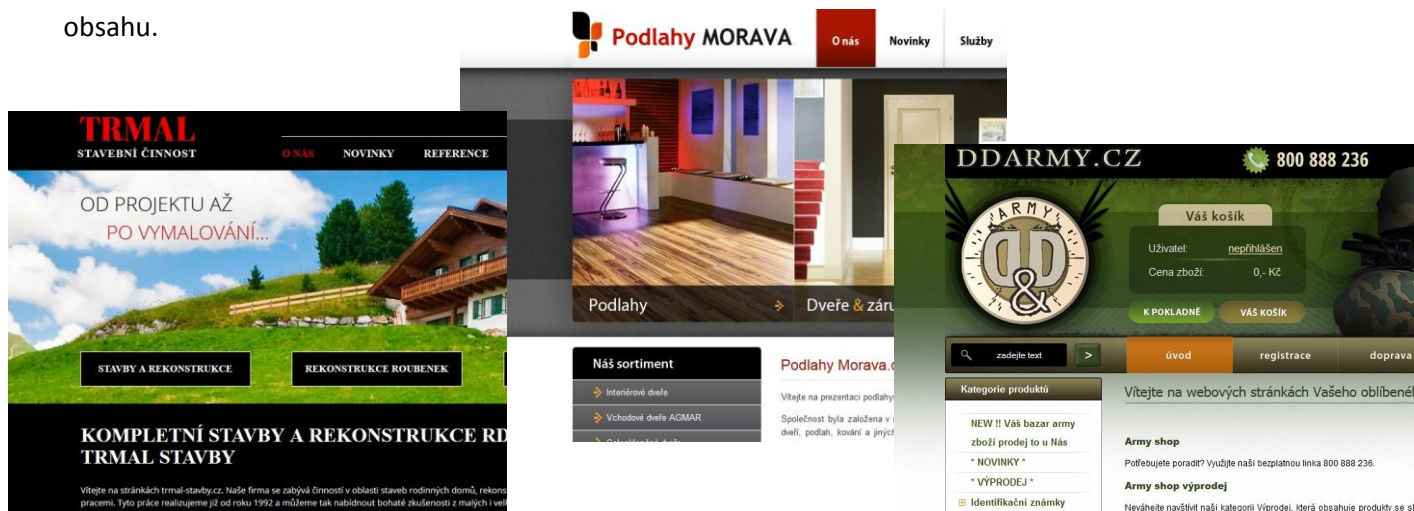 obsahu.
Podlahy MORAVA
O nás
Novinky
Služby
Podlahy
Dveře & záru
Náš sortiment
Interiérové dveře
Vchodové dveře AGMAR
Podlahy Morava.c
Vítejte na prezentaci podlahy
Společnost byla založena v
dveří, podlah, kování a jiných
TRMAL
STAVEBNÍ ČINNOST
O NÁS
NOVINKY
REFERENCE
OD PROJEKTU AŽ
PO VYMALOVÁNÍ...
STAVBY A REKONSTRUKCE
REKONSTRUKCE ROUBENEK
KOMPLETNÍ STAVBY A REKONSTRUKCE RD
TRMAL STAVBY
Vítejte na stránkách trmal-stavby.cz. Naše firma se zabývá činností v oblasti staveb rodinných domů, rekons
pracemi. Tyto práce realizujeme již od roku 1992 a můžeme tak nabídnout bohaté zkušenosti z malých i vel
DDARMY.CZ
800 888 236
ARMY
D&D
Váš košík
Uživatel: nepřihlášen
Cena zboží: 0,- Kč
K POKLADNĚ
VÁŠ KOŠÍK
zadejte text
>
úvod
registrace
doprava
Kategorie produktů
NEW !! Váš bazar army
zboží prodej to u Nás
* NOVINKY *
* VÝPRODEJ *
Identifikační známky
Vítejte na webových stránkách Vašeho oblíbené
Army shop
Potřebujete poradit? Využijte naši bezplatnou linka 800 888 236.
Army shop výprodej
Neváhejte navštívit naši kategorii Výprodej, která obsahuje produkty se sl